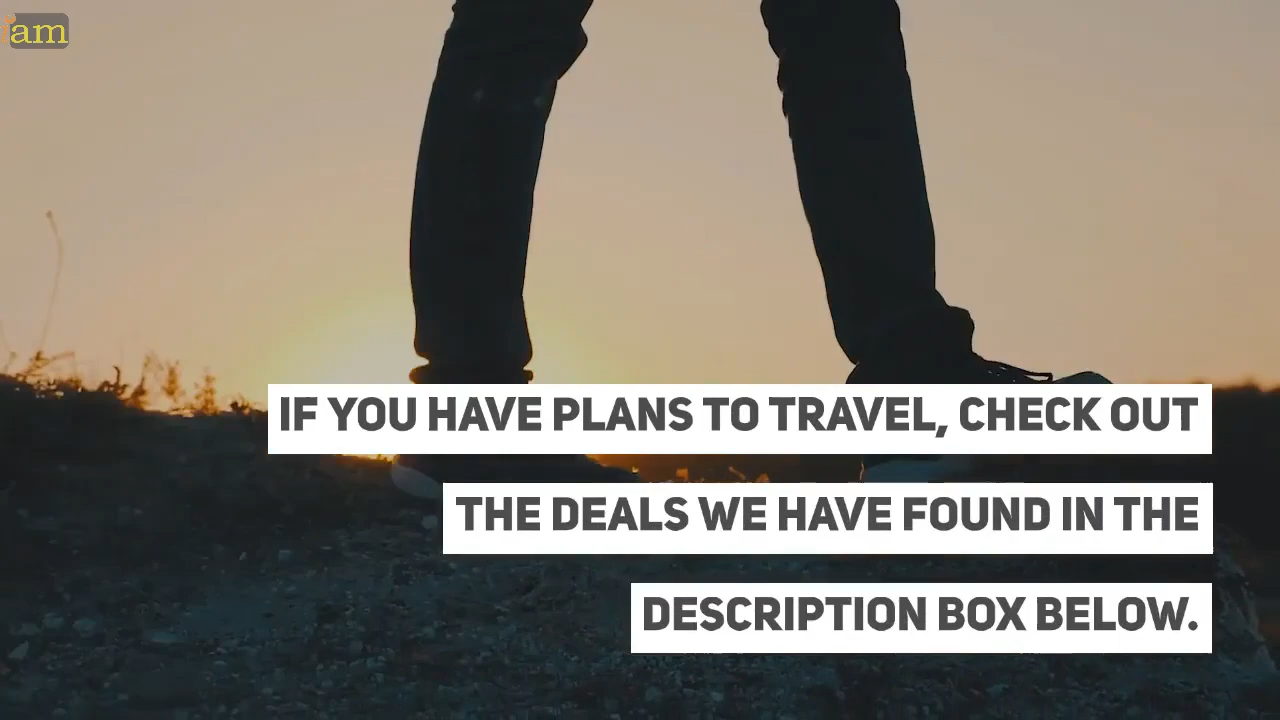 iam
IF YOU HAVE PLANS TO TRAVEL, CHECK OUT
THE DEALS WE HAVE FOUND IN THE
DESCRIPTION BOX BELOW.